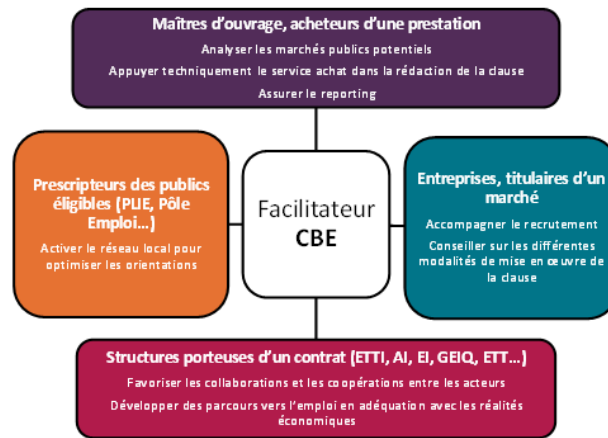 Maîtres d'ouvrage, acheteurs d'une prestation
Analyser les marchés publics potentiels
Appuyer techniquement le service achat dans la rédaction de la clause
Assurer le reporting
Prescripteurs des publics
éligibles (PLIE, Pôle
Emploi...)
Activer le réseau local pour
optimiser les orientations
Facilitateur
CBE
Entreprises, titulaires d'un
marché
Accompagner le recrutement
Conseiller sur les différentes
modalités de mise en œuvre de
la clause
Structures porteuses d'un contrat (ETTI, AI, EI, GEIQ, ETT...)
Favoriser les collaborations et les coopérations entre les acteurs
Développer des parcours vers l'emploi en adéquation avec les réalités
économiques